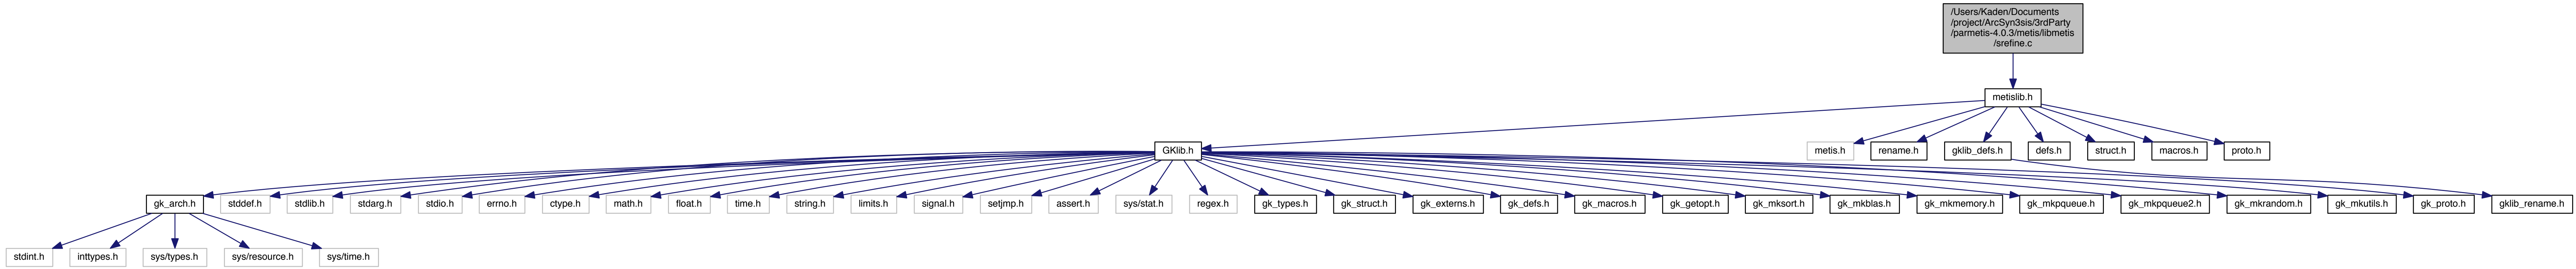 /Users/Kaden/Documents
/project/ArcSyn3sis/3rdParty
/parmetis-4.0.3/metis/libmetis
/srefine.c
metislib.h
GKlib.h
metis.h
rename.h
gklib_defs.h
defs.h
struct.h
macros.h
proto.h
gk_arch.h
stddef.h
stdlib.h
stdarg.h
stdio.h
errno.h
ctype.h
math.h
float.h
time.h
string.h
limits.h
signal.h
setjmp.h
assert.h
sys/stat.h
regex.h
gk_types.h
gk_struct.h
gk_externs.h
gk_defs.h
gk_macros.h
gk_getopt.h
gk_mksort.h
gk_mkblas.h
gk_mkmemory.h
gk_mkpqueue.h
gk_mkpqueue2.h
gk_mkrandom.h
gk_mkutils.h
gk_proto.h
gklib_rename.h
stdint.h
inttypes.h
sys/types.h
sys/resource.h
sys/time.h